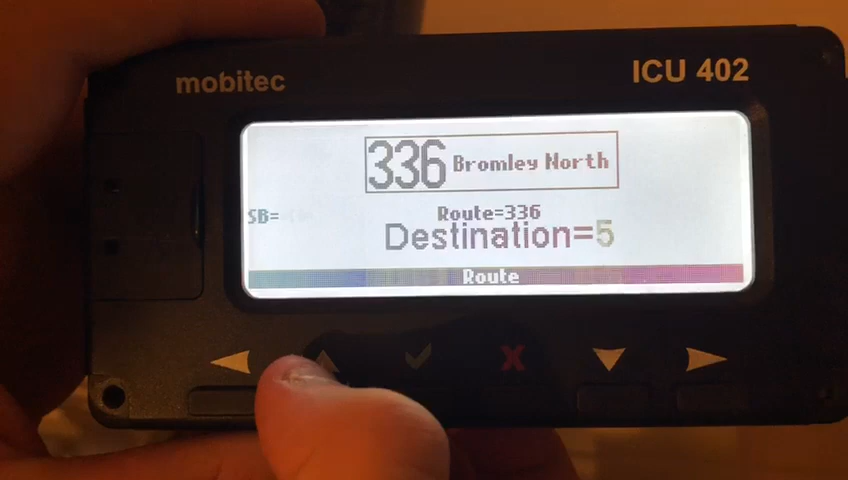 mobitec
ICU 402
336 Bromley North
SB=
Route=336
Destination=5
Route